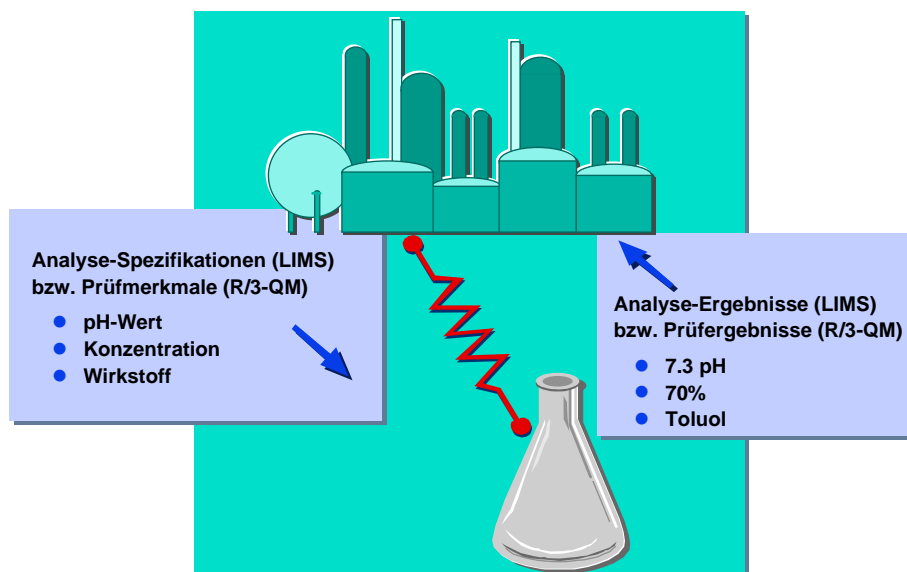 Analyse-Spezifikationen (LIMS)
bzw. Prüfmerkmale (R/3-QM)
pH-Wert
Konzentration
Wirkstoff
Analyse-Ergebnisse (LIMS)
bzw. Prüfergebnisse (R/3-QM)
7.3 pH
70%
Toluol